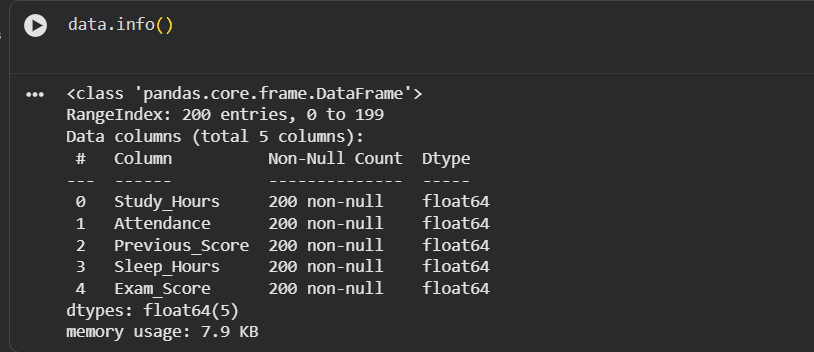 data.info()
<class 'pandas.core.frame.DataFrame'>
RangeIndex: 200 entries, 0 to 199
Data columns (total 5 columns):
 #   Column          Non-Null Count  Dtype
---  ------          --------------  -----
 0   Study_Hours     200 non-null    float64
 1   Attendance      200 non-null    float64
 2   Previous_Score  200 non-null    float64
 3   Sleep_Hours     200 non-null    float64
 4   Exam_Score      200 non-null    float64
dtypes: float64(5)
memory usage: 7.9 KB